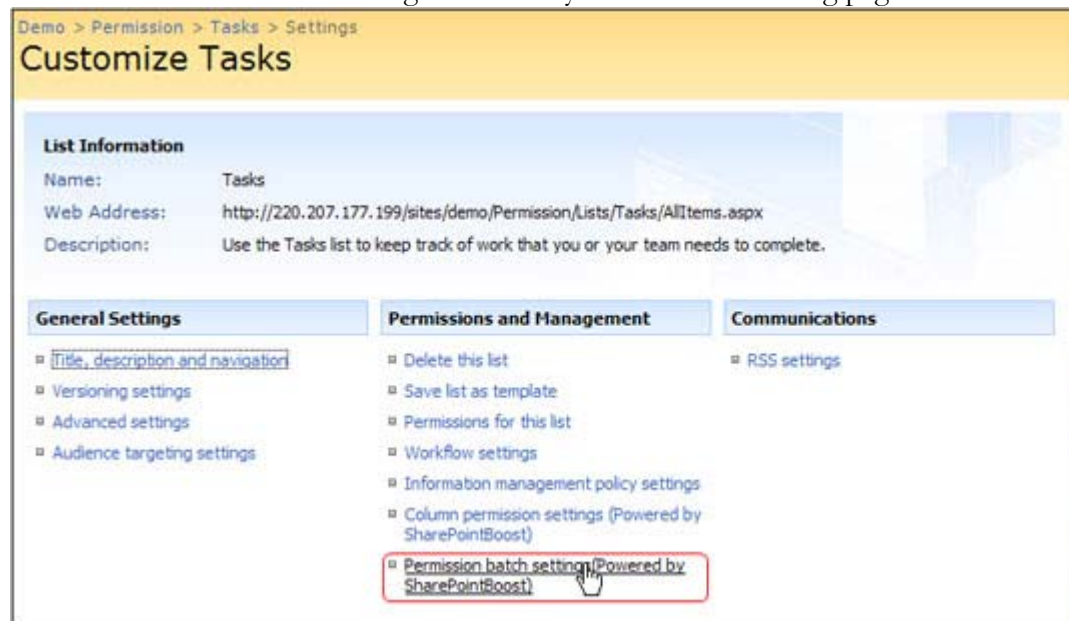 Demo > Permission > Tasks > Settings
Customize Tasks
List Information
Name: Tasks
Web Address: http://220.207.177.199/sites/demo/Permission/Lists/Tasks/AllItems.aspx
Description: Use the Tasks list to keep track of work that you or your team needs to complete.
General Settings
Title, description and navigation
Versioning settings
Advanced settings
Audience targeting settings
Permissions and Management
Delete this list
Save list as template
Permissions for this list
Workflow settings
Information management policy settings
Column permission settings (Powered by
SharePointBoost)
Permission batch setting (Powered by
SharePointBoost)
Communications
RSS settings